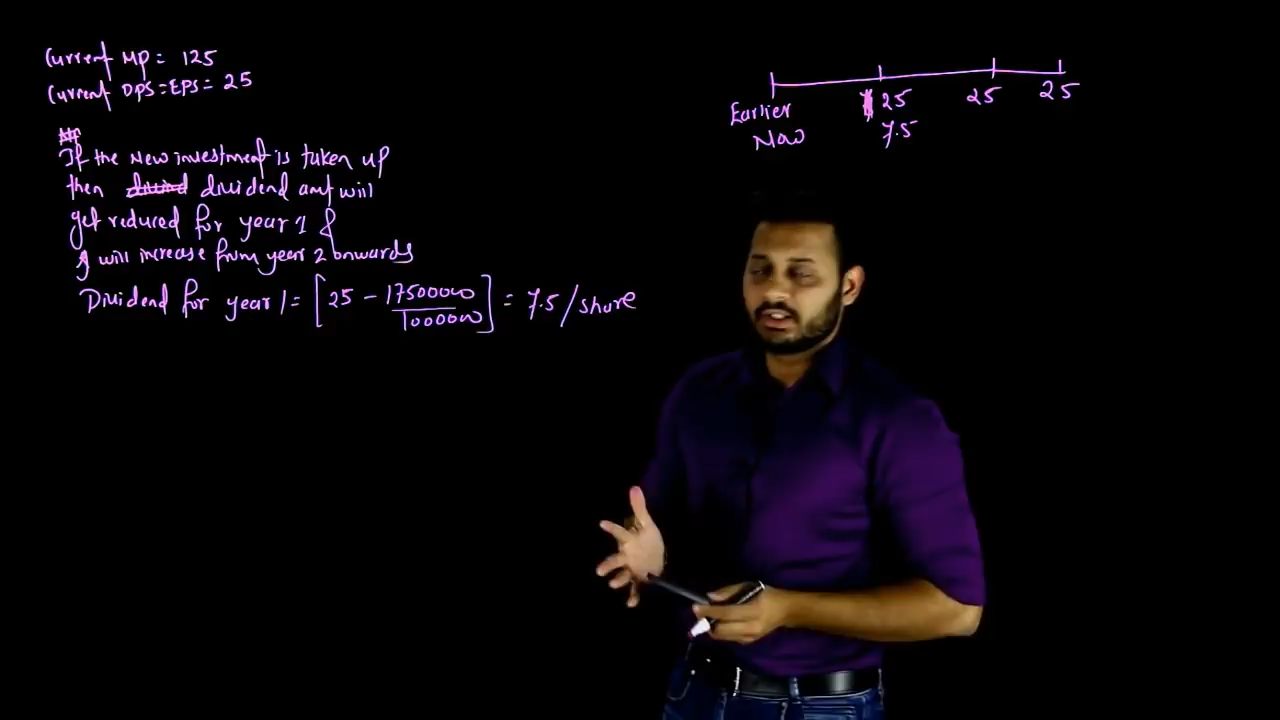 Current MP = 125
Current DPS = EPS = 25
If the New investment is taken up
then dividend amt will
get reduced for year 1 &
will increase from year 2 onwards
Dividend for year 1 = [25 - 17500000 / 1000000] = 7.5/share
Earlier 25 25 25
Now 7.5